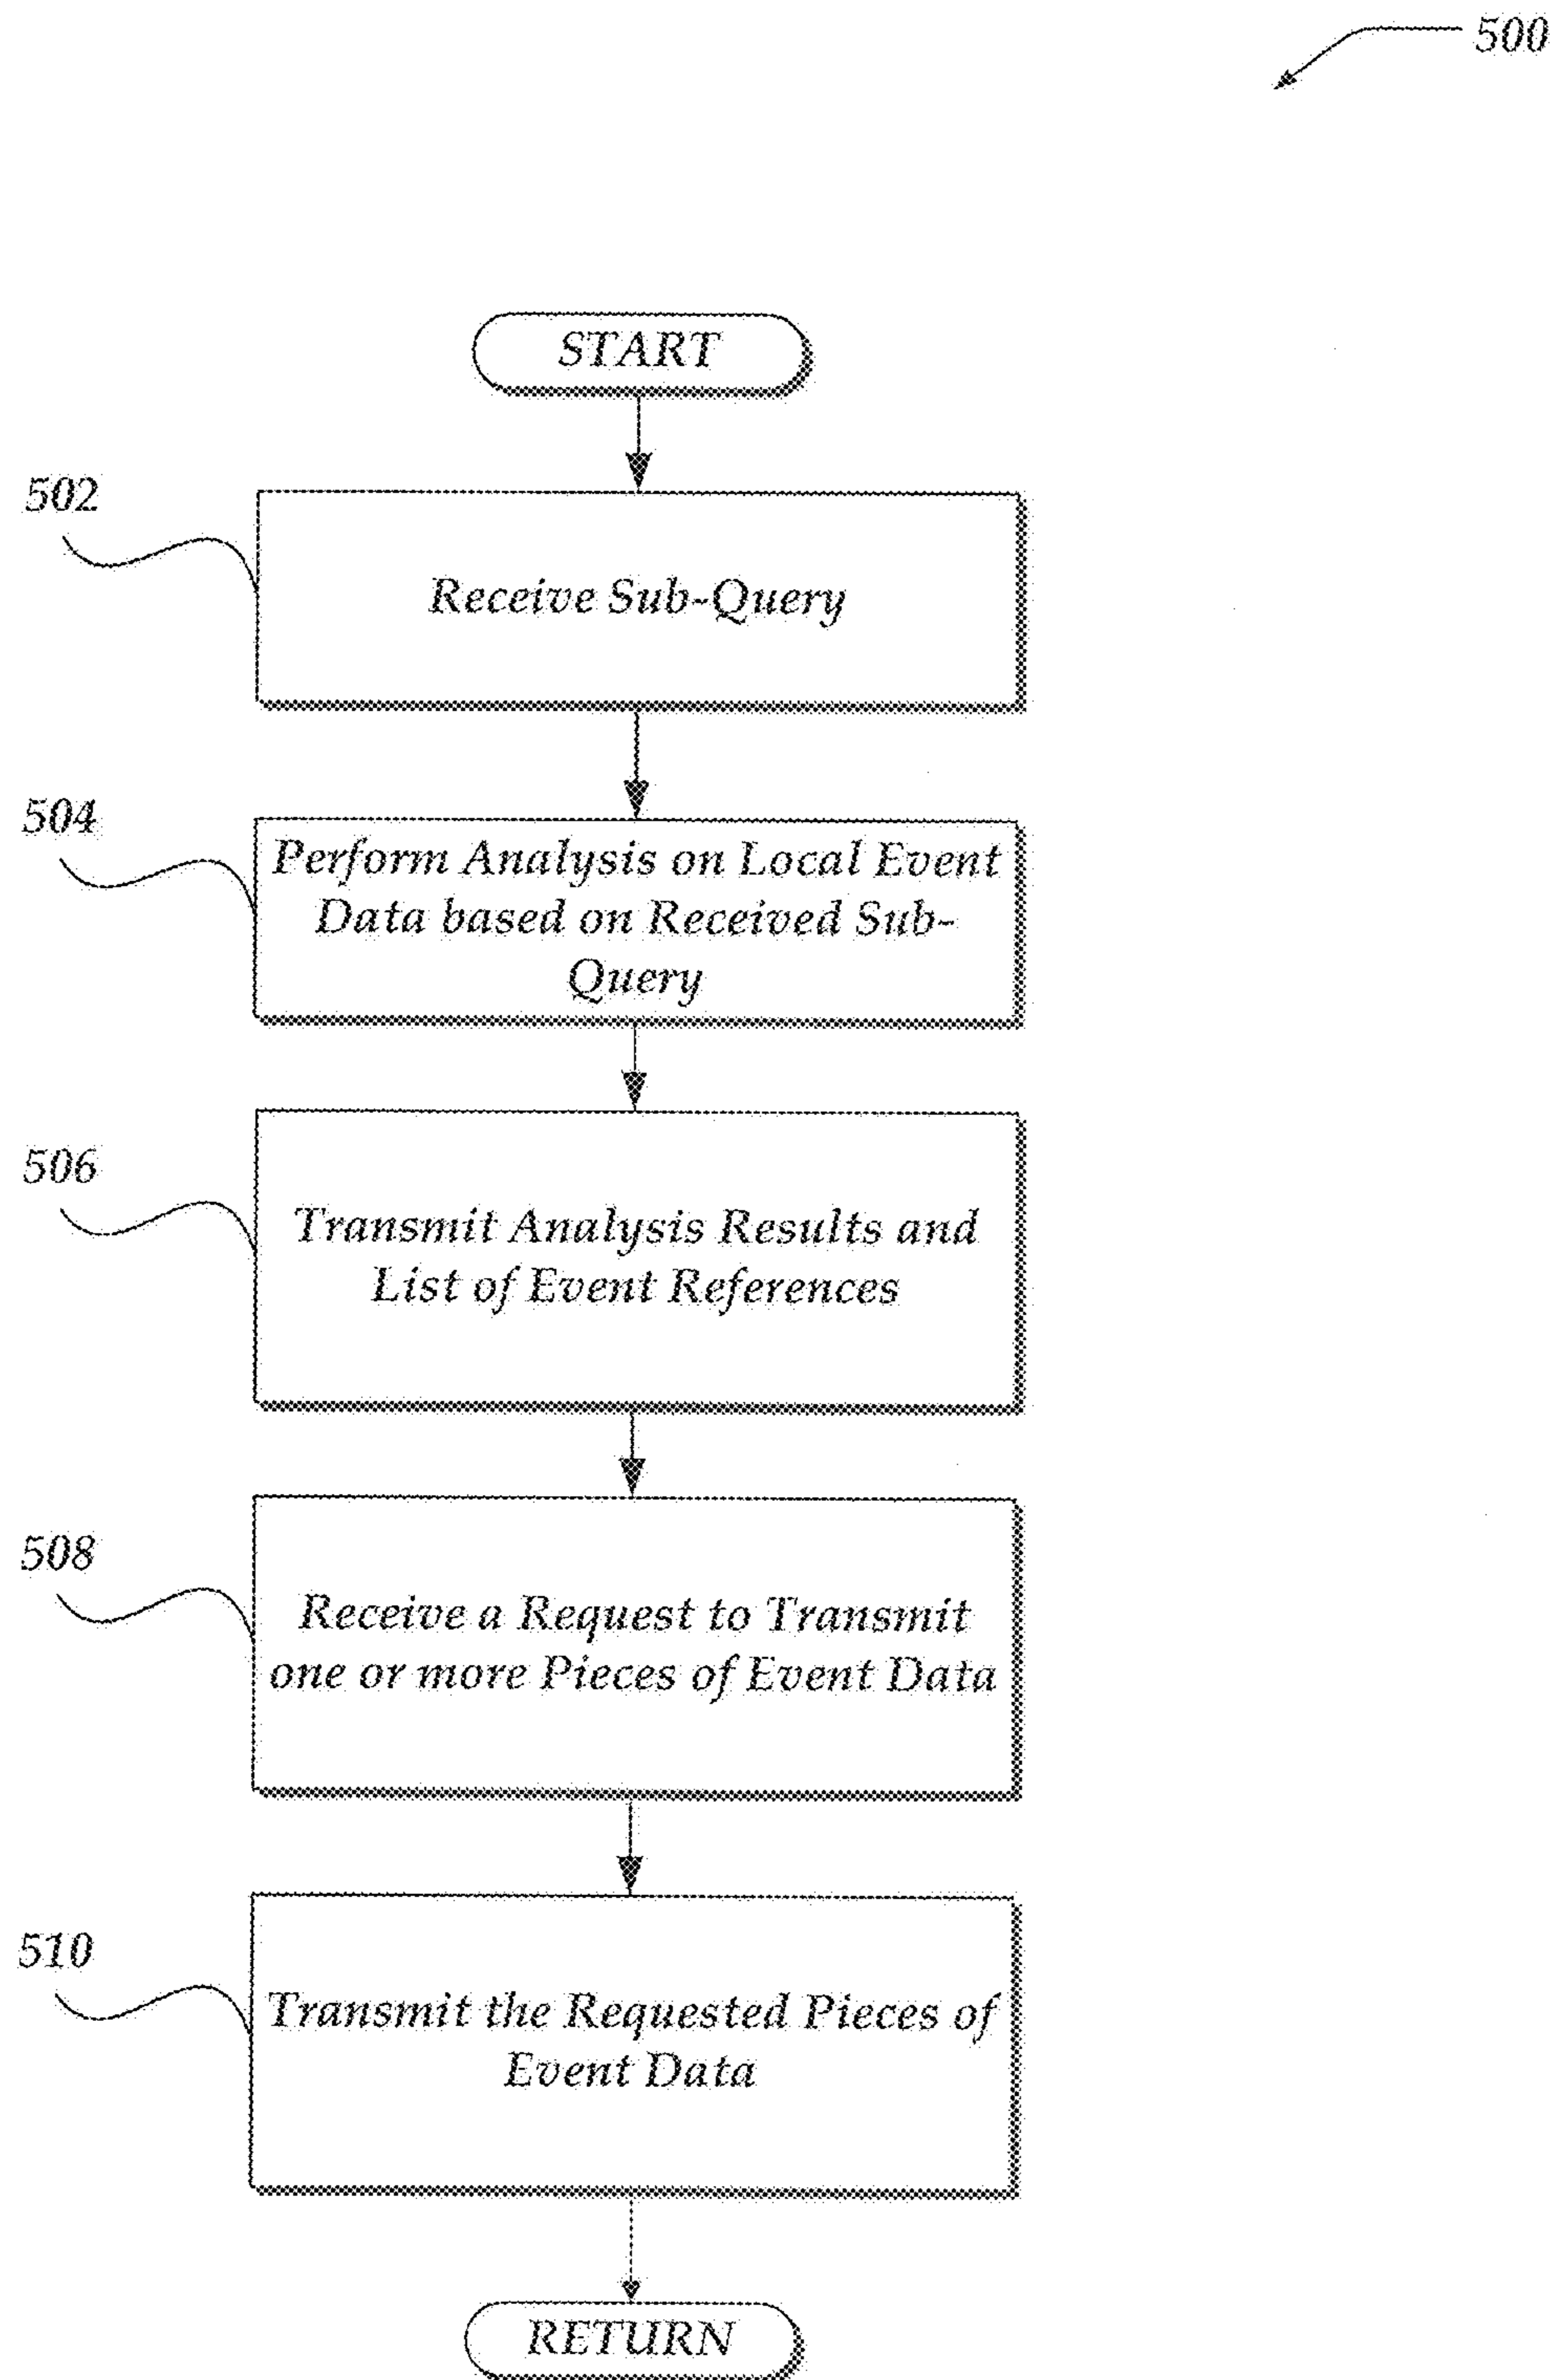 500
START
502
Receive Sub-Query
504
Perform Analysis on Local Event
Data based on Received Sub-
Query
506
Transmit Analysis Results and
List of Event References
508
Receive a Request to Transmit
one or more Pieces of Event Data
510
Transmit the Requested Pieces of
Event Data
RETURN